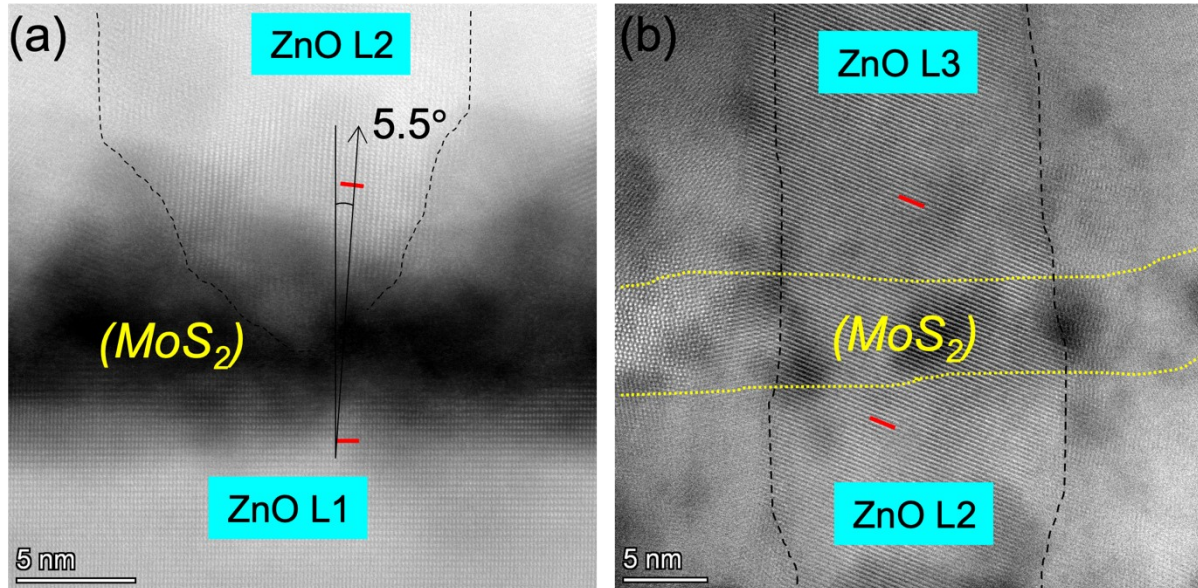 (a)
ZnO L2
5.5°
(MoS₂)
ZnO L1
5 nm
(b)
ZnO L3
(MoS₂)
ZnO L2
5 nm